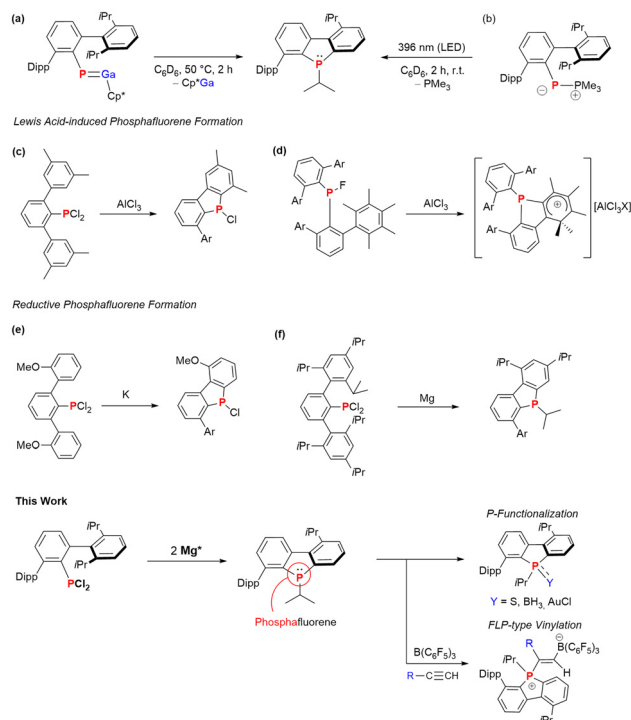 (a)
iPr
iPr
Dipp
P
Ga
Cp*
C6D6, 50 °C, 2 h
– Cp*Ga
iPr
P
Dipp
396 nm (LED)
C6D6, 2 h, r.t.
– PMe3
(b)
iPr
iPr
Dipp
P
PMe3
⊖
⊕
Lewis Acid-induced Phosphafluorene Formation
(c)
PCl2
AlCl3
P
Cl
Ar
(d)
Ar
Ar
P
F
Ar
AlCl3
Ar
Ar
P
Ar
⊕
[AlCl3X]
Reductive Phosphafluorene Formation
(e)
MeO
PCl2
MeO
K
MeO
P
Cl
Ar
(f)
iPr
iPr
PCl2
iPr
iPr
iPr
Mg
iPr
iPr
P
Ar
This Work
iPr
iPr
Dipp
PCl2
2 Mg*
iPr
Dipp
P
Phosphafluorene
P-Functionalization
iPr
Dipp
P
iPr
Y
Y = S, BH3, AuCl
FLP-type Vinylation
B(C6F5)3
R
C
CH
⊖
R
B(C6F5)3
iPr
H
Dipp
P
⊕
iPr